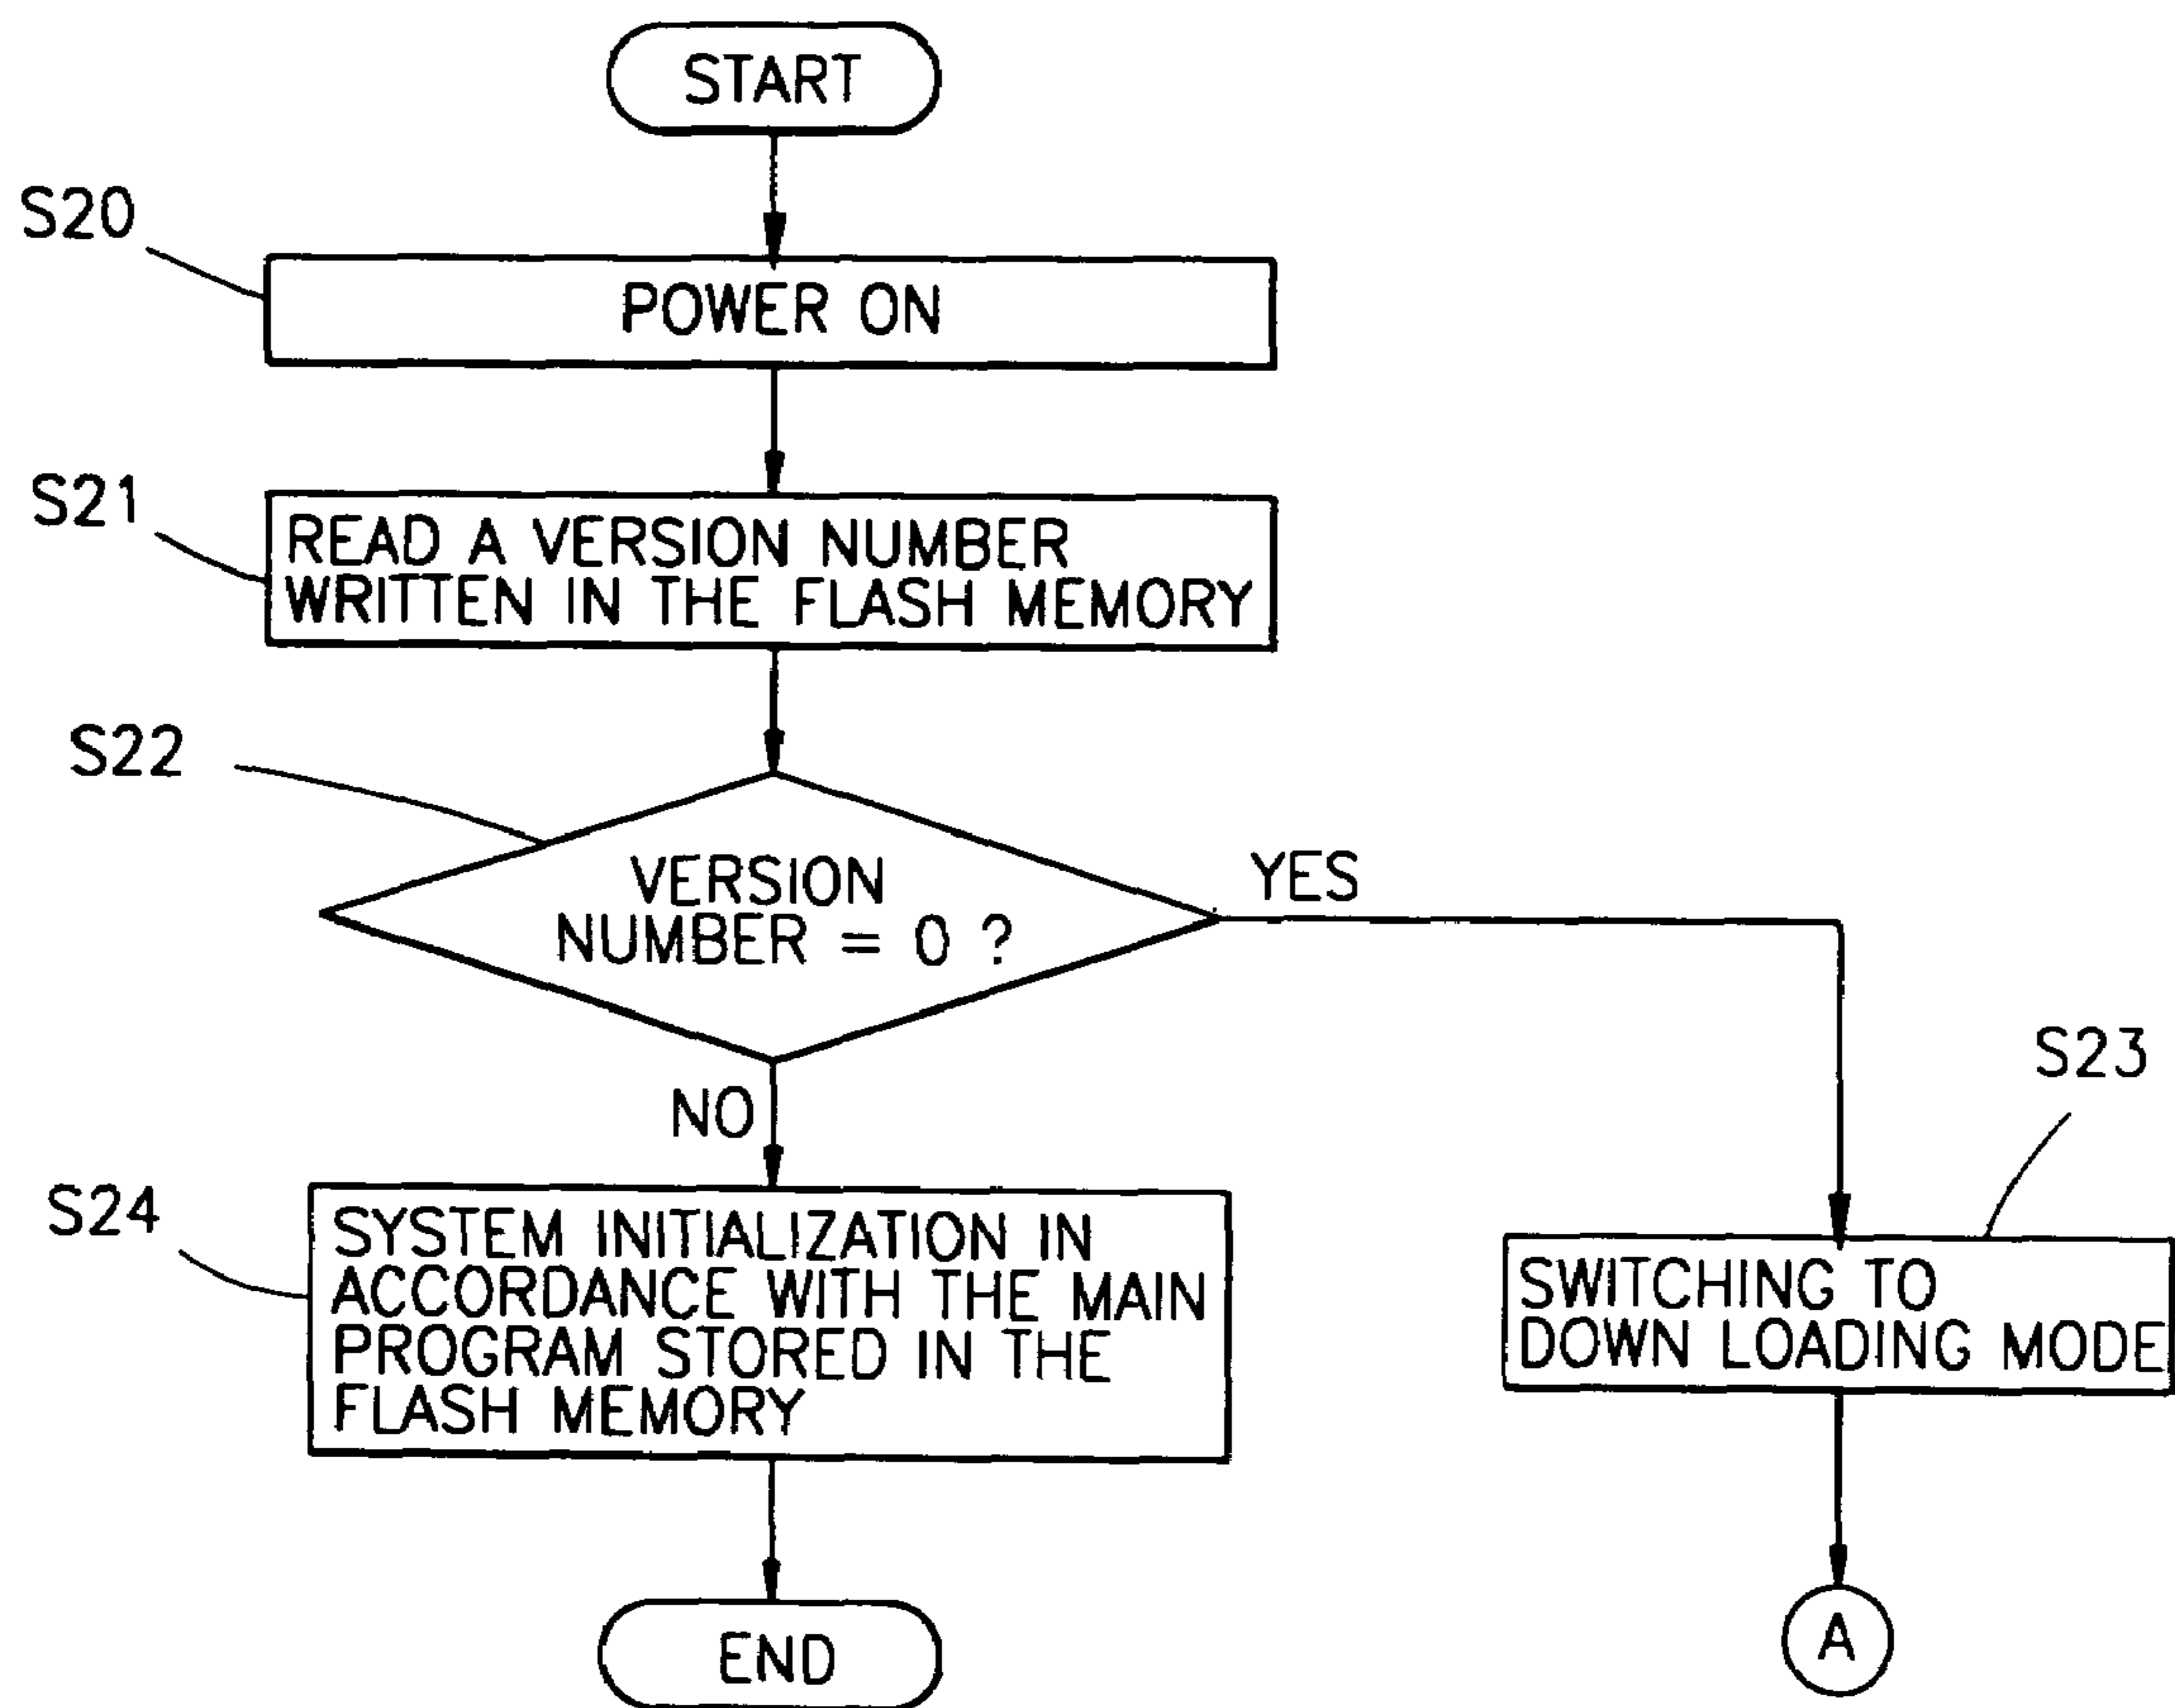 START
S20
POWER ON
S21
READ A VERSION NUMBER
WRITTEN IN THE FLASH MEMORY
S22
VERSION
NUMBER = 0 ?
YES
NO
S23
S24
SYSTEM INITIALIZATION IN
ACCORDANCE WITH THE MAIN
PROGRAM STORED IN THE
FLASH MEMORY
SWITCHING TO
DOWN LOADING MODE
END
A